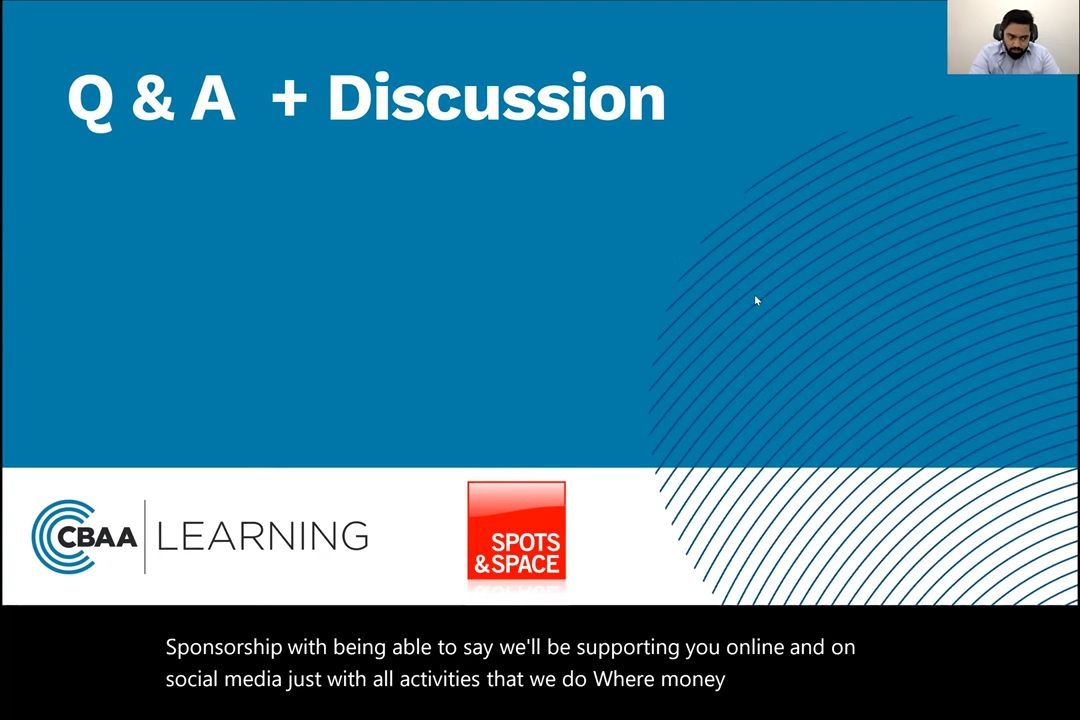 Q & A + Discussion
CBAA LEARNING
SPOTS
&SPACE
Sponsorship with being able to say we'll be supporting you online and on
social media just with all activities that we do Where money